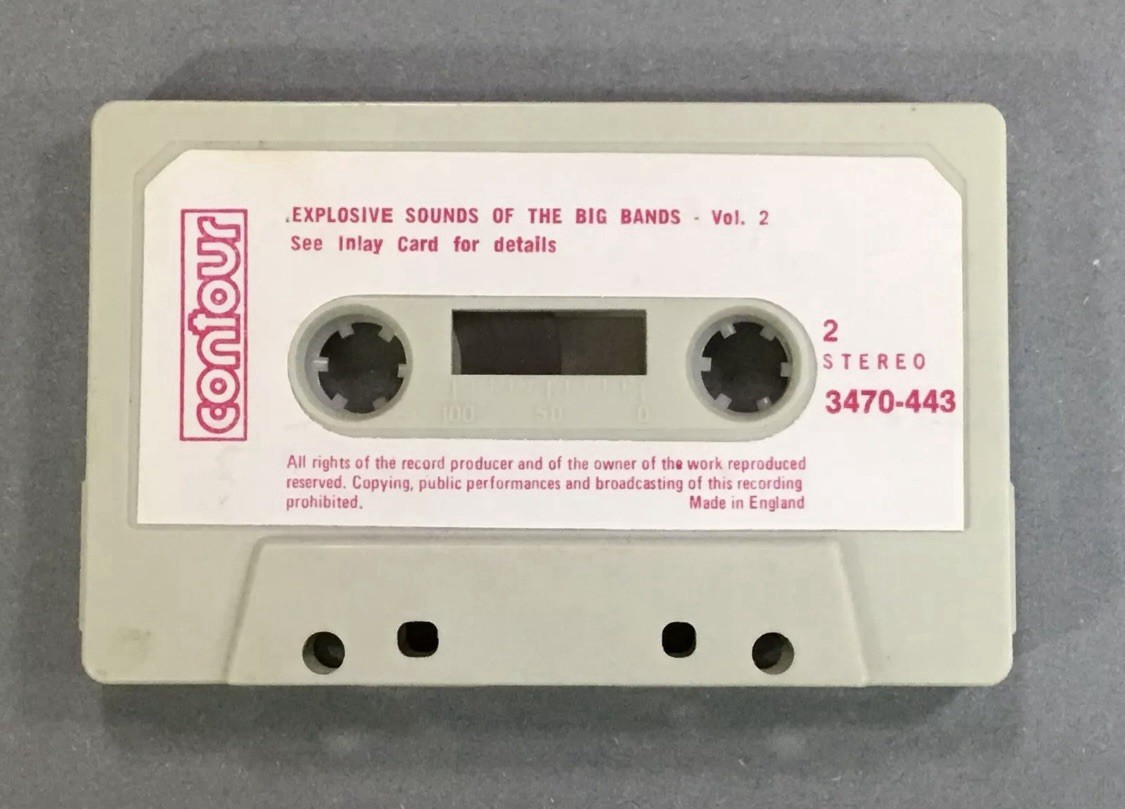 contour
.EXPLOSIVE SOUNDS OF THE BIG BANDS - Vol. 2
See Inlay Card for details
2
STEREO
3470-443
100 50 0
All rights of the record producer and of the owner of the work reproduced
reserved. Copying, public performances and broadcasting of this recording
prohibited. Made in England